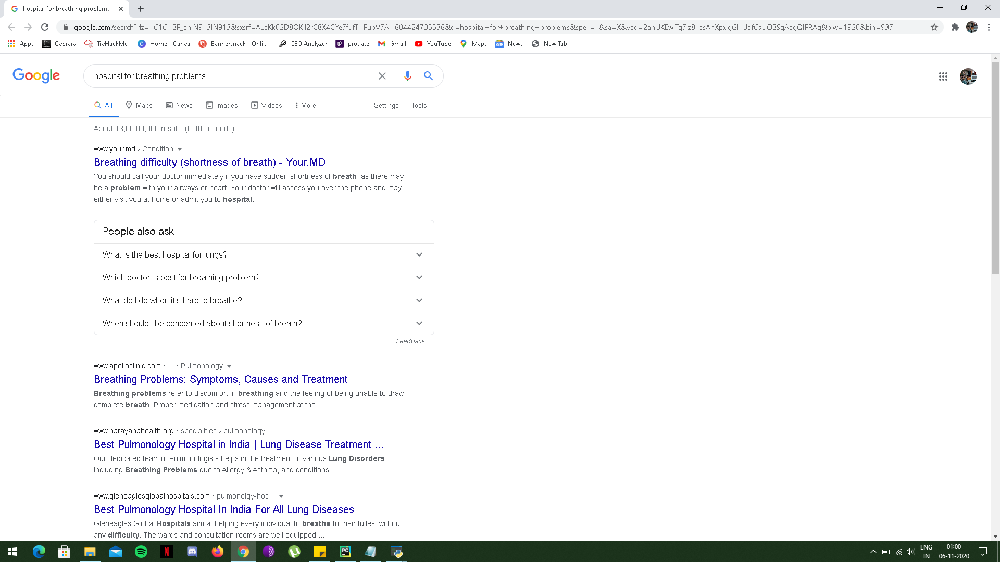 hospital for breathing problems -
google.com/search?rlz=1C1CHBF_enIN913IN913&sxsrf=ALeKk02D8OKjl2rC8X4CYe7fufTHFubV7A:1604424735536&q=hospital+for+breathing+problems&spell=1&sa=X&ved=2ahUKEwjTq7jz8-bsAhXpxjgGHUdfCsUQBSgAegQIFRAq&biw=1920&bih=937
Apps Cybrary TryHackMe Home - Canva Bannersnack - Onli... SEO Analyzer progate Gmail YouTube Maps News New Tab
Google hospital for breathing problems
All Maps News Images Videos More Settings Tools
About 13,00,00,000 results (0.40 seconds)
www.your.md › Condition
Breathing difficulty (shortness of breath) - Your.MD
You should call your doctor immediately if you have sudden shortness of breath, as there may
be a problem with your airways or heart. Your doctor will assess you over the phone and may
either visit you at home or admit you to hospital.
People also ask
What is the best hospital for lungs?
Which doctor is best for breathing problem?
What do I do when it's hard to breathe?
When should I be concerned about shortness of breath?
Feedback
www.apolloclinic.com › ... › Pulmonology
Breathing Problems: Symptoms, Causes and Treatment
Breathing problems refer to discomfort in breathing and the feeling of being unable to draw
complete breath. Proper medication and stress management at the ...
www.narayanahealth.org › specialities › pulmonology
Best Pulmonology Hospital in India | Lung Disease Treatment ...
Our dedicated team of Pulmonologists helps in the treatment of various Lung Disorders
including Breathing Problems due to Allergy & Asthma, and conditions ...
www.gleneaglesglobalhospitals.com › pulmonolgy-hos...
Best Pulmonology Hospital In India For All Lung Diseases
Gleneagles Global Hospitals aim at helping every individual to breathe to their fullest without
any difficulty. The wards and consultation rooms are well equipped ...
ENG 01:00
IN 06-11-2020